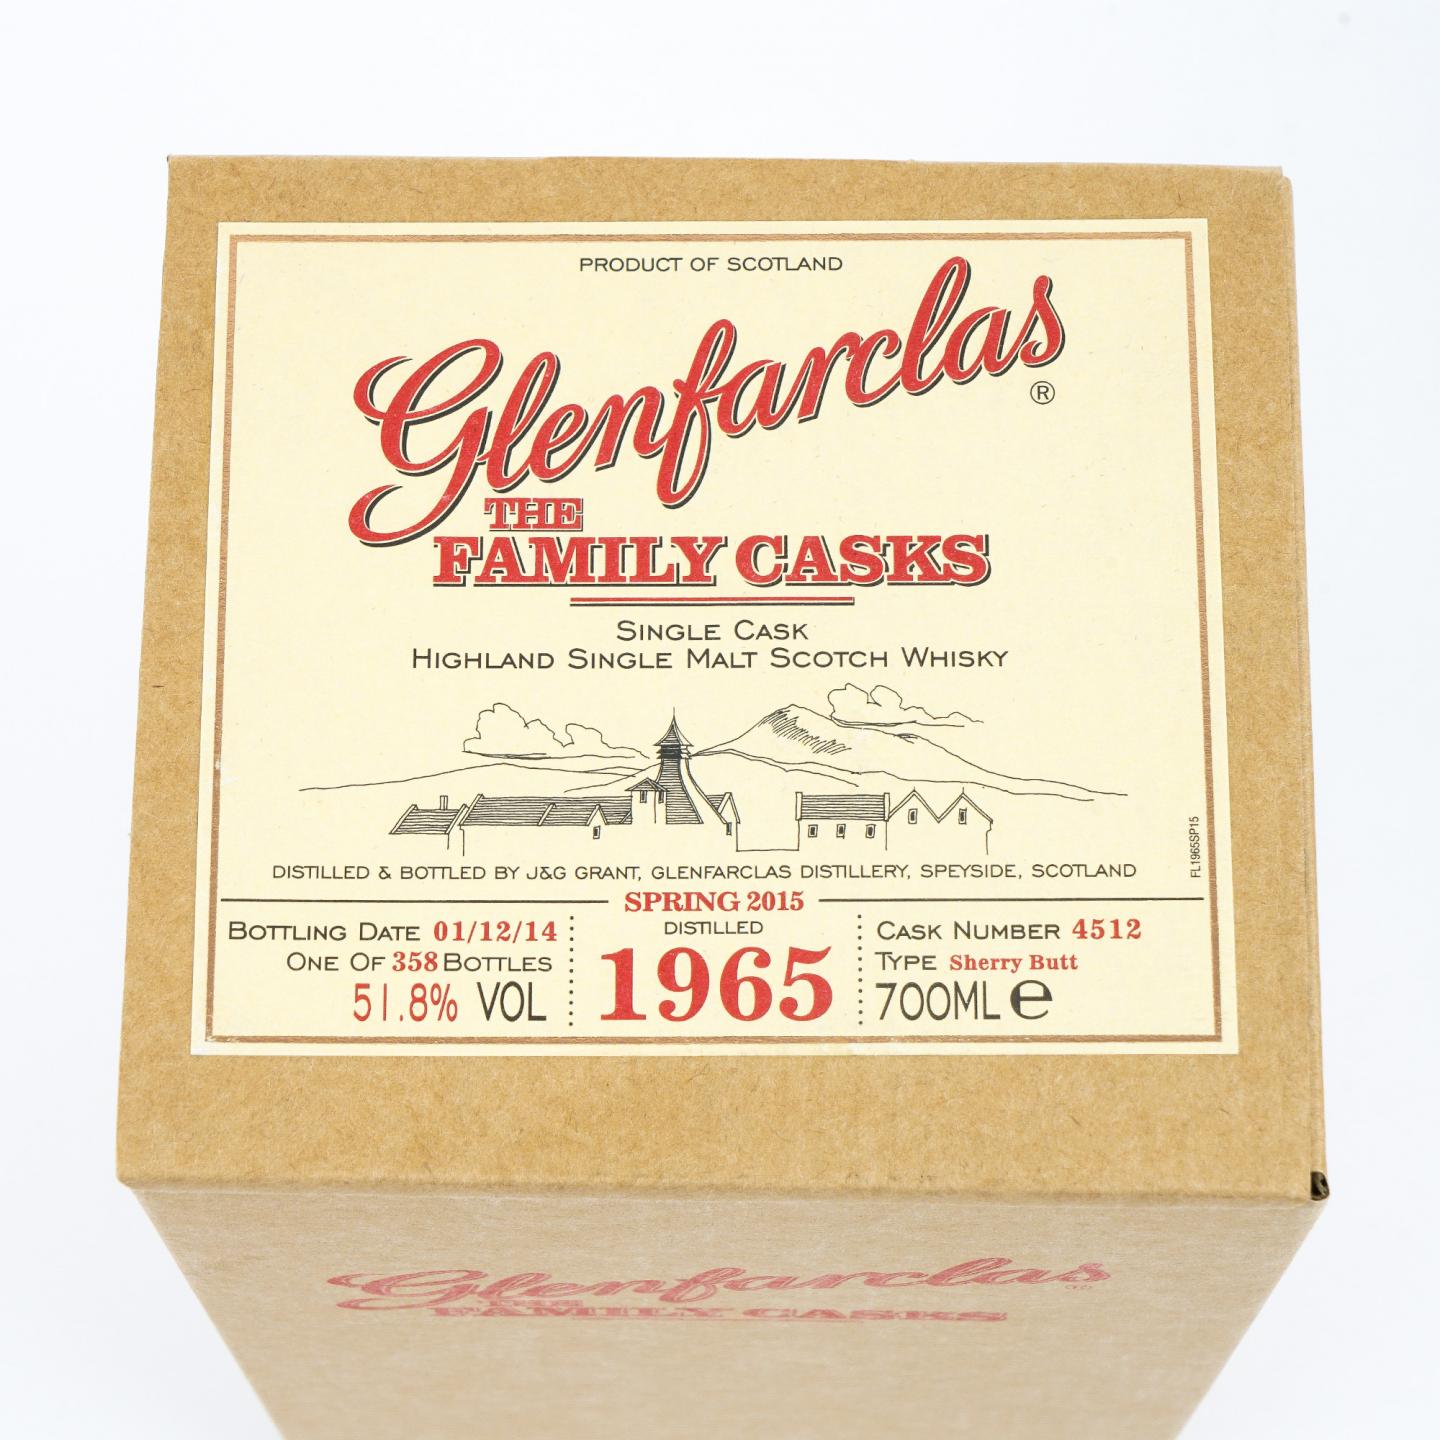 PRODUCT OF SCOTLAND
Glenfarclas
®
THE
FAMILY CASKS
SINGLE CASK
HIGHLAND SINGLE MALT SCOTCH WHISKY
DISTILLED & BOTTLED BY J&G GRANT, GLENFARCLAS DISTILLERY, SPEYSIDE, SCOTLAND
FL1965SP15
SPRING 2015
BOTTLING DATE 01/12/14
ONE OF 358 BOTTLES
51.8% VOL
DISTILLED
1965
CASK NUMBER 4512
TYPE Sherry Butt
700ML e
Glenfarclas
THE
FAMILY CASKS